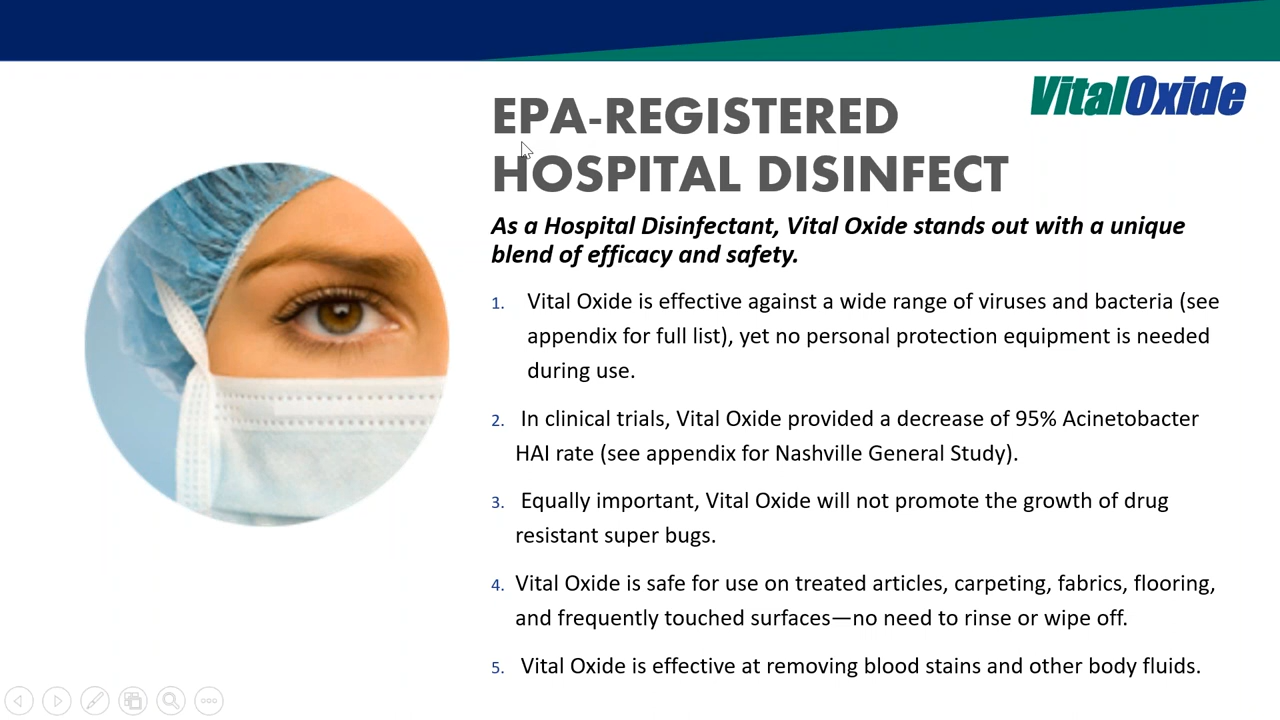 VitalOxide
EPA-REGISTERED
HOSPITAL DISINFECT
As a Hospital Disinfectant, Vital Oxide stands out with a unique
blend of efficacy and safety.
1. Vital Oxide is effective against a wide range of viruses and bacteria (see
appendix for full list), yet no personal protection equipment is needed
during use.
2. In clinical trials, Vital Oxide provided a decrease of 95% Acinetobacter
HAI rate (see appendix for Nashville General Study).
3. Equally important, Vital Oxide will not promote the growth of drug
resistant super bugs.
4. Vital Oxide is safe for use on treated articles, carpeting, fabrics, flooring,
and frequently touched surfaces—no need to rinse or wipe off.
5. Vital Oxide is effective at removing blood stains and other body fluids.